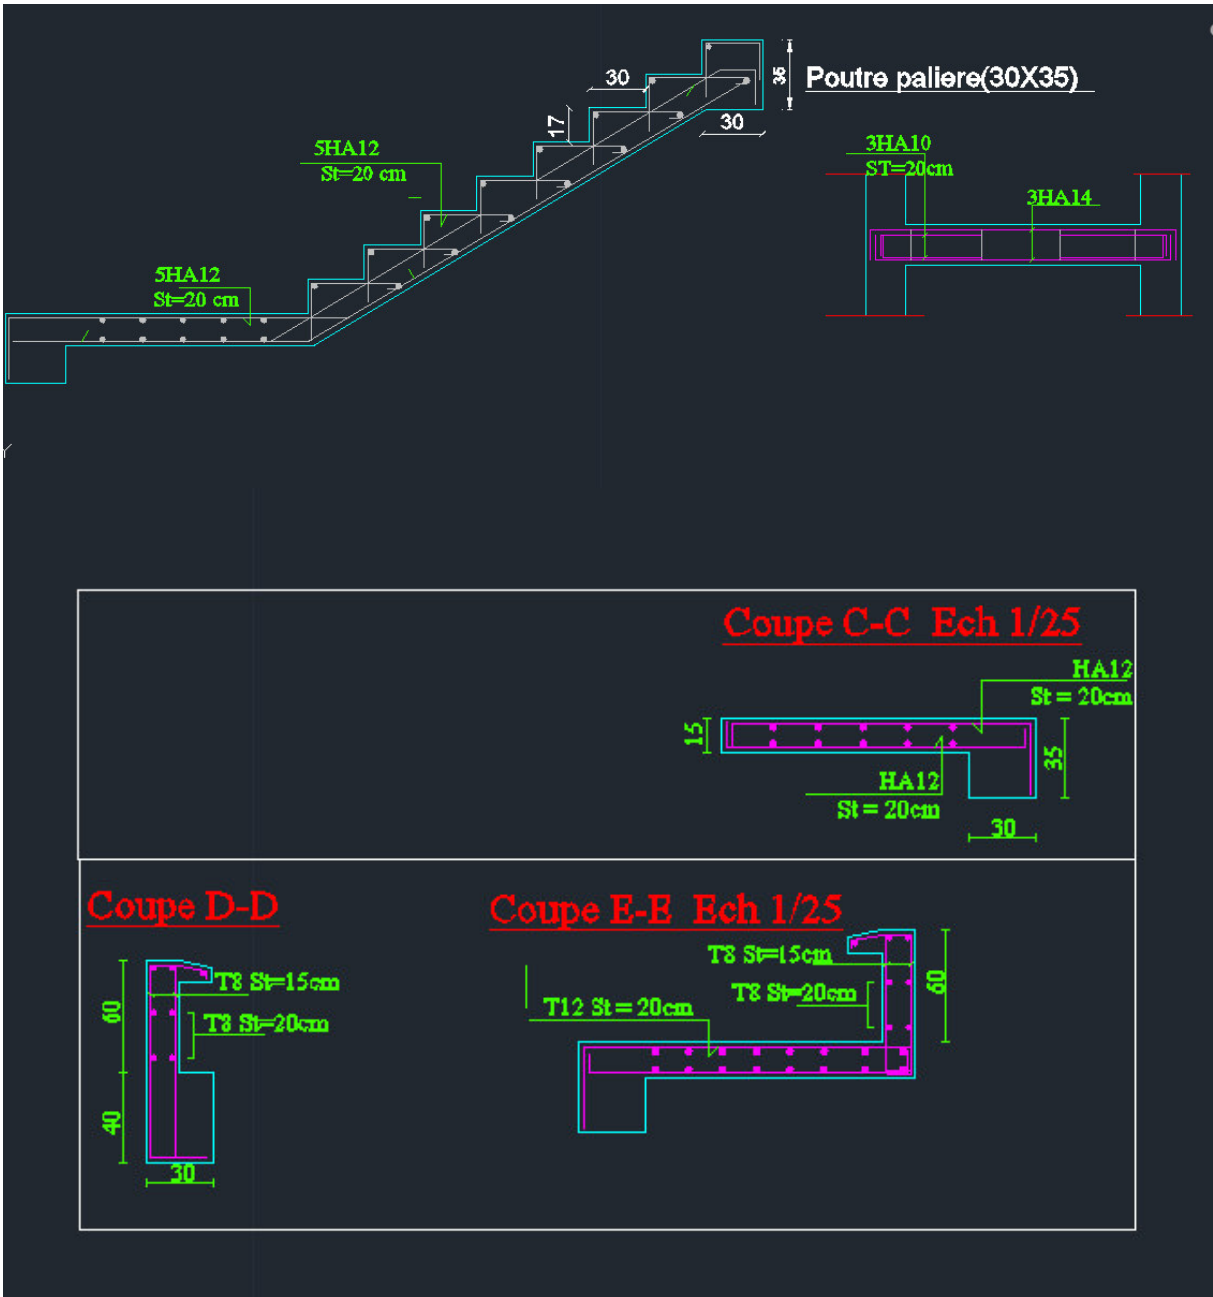 30
35
Poutre paliere(30X35)
17
30
5HA12
St=20 cm
3HA10
ST=20cm
3HA14
5HA12
St=20 cm
Y
Coupe C-C Ech 1/25
HA12
St = 20cm
15
35
HA12
St = 20cm
30
Coupe D-D
Coupe E-E Ech 1/25
T8 St=15cm
T8 St=15cm
60
T8 St=20cm
60
T12 St = 20cm
T8 St=20cm
40
30